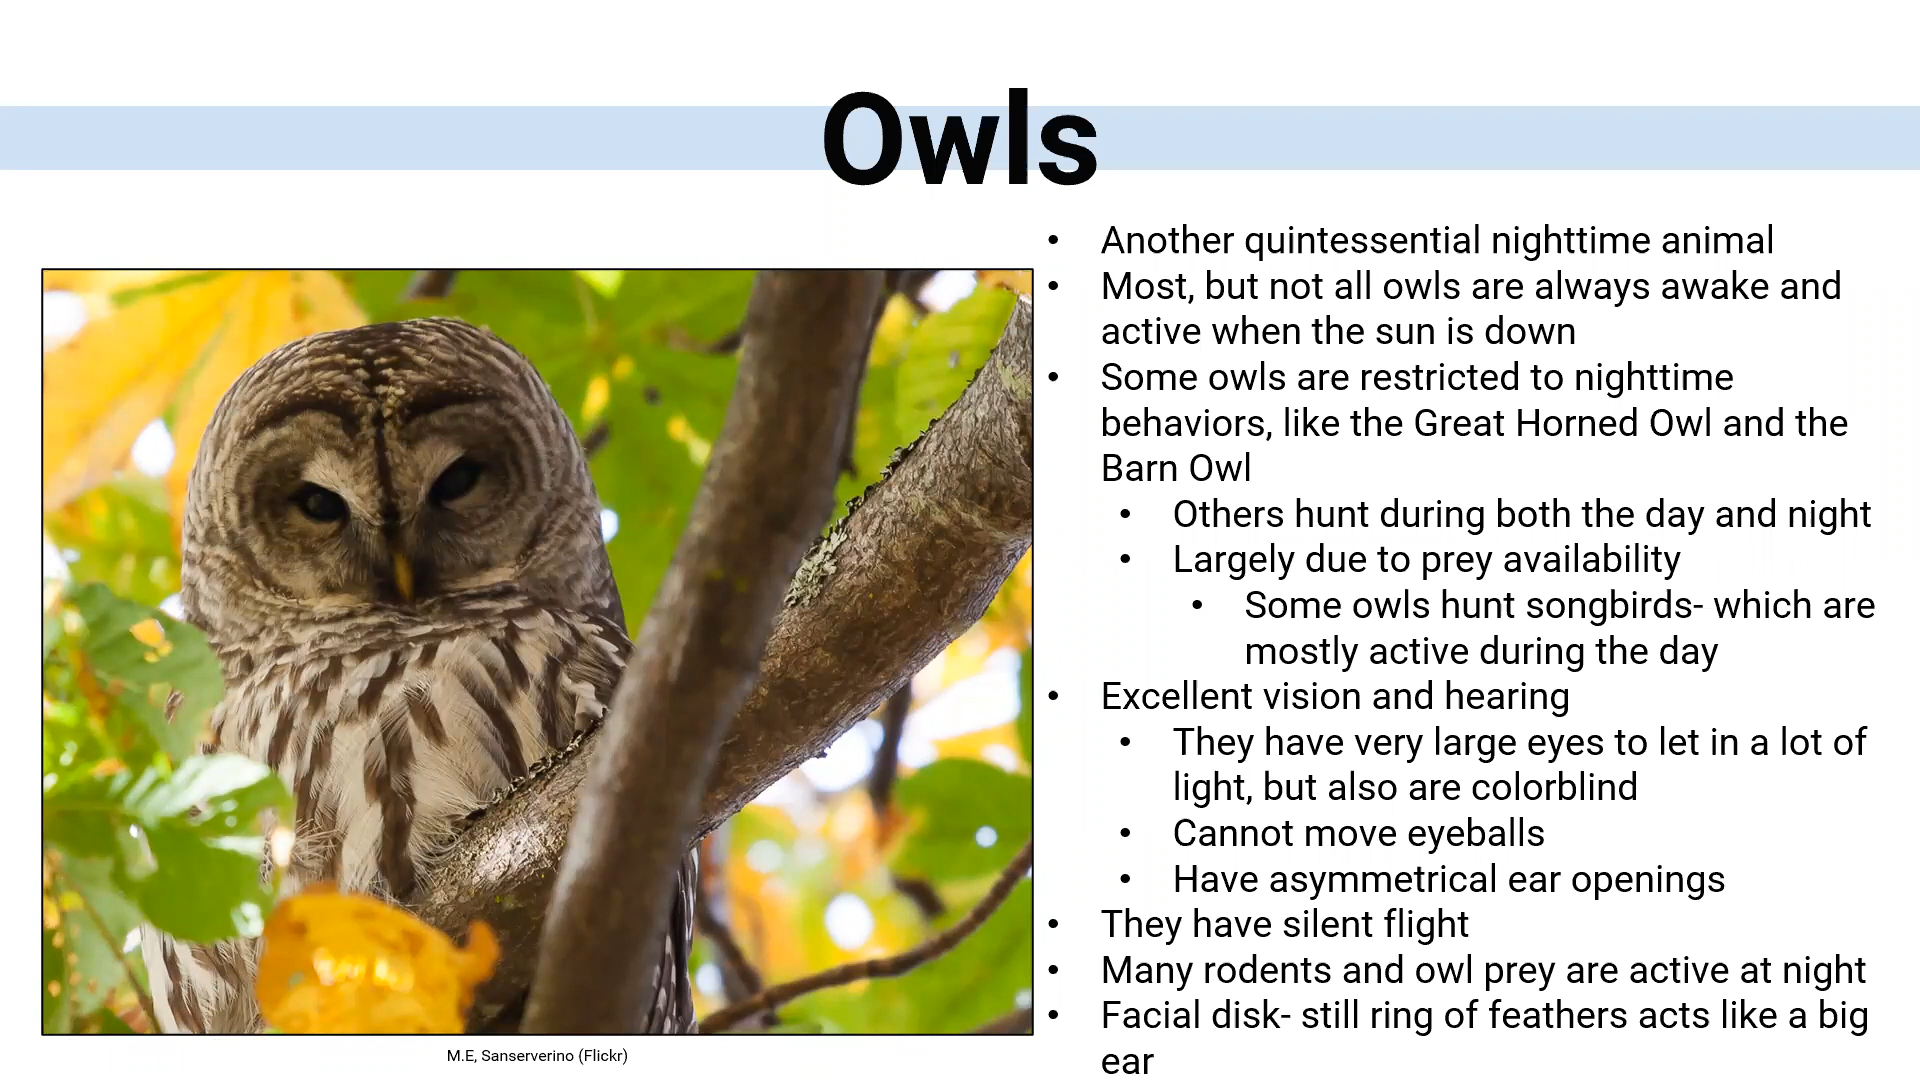 Owls
• Another quintessential nighttime animal
• Most, but not all owls are always awake and
active when the sun is down
• Some owls are restricted to nighttime
behaviors, like the Great Horned Owl and the
Barn Owl
• Others hunt during both the day and night
• Largely due to prey availability
• Some owls hunt songbirds- which are
mostly active during the day
• Excellent vision and hearing
• They have very large eyes to let in a lot of
light, but also are colorblind
• Cannot move eyeballs
• Have asymmetrical ear openings
• They have silent flight
• Many rodents and owl prey are active at night
• Facial disk- still ring of feathers acts like a big
ear
M.E, Sanserverino (Flickr)